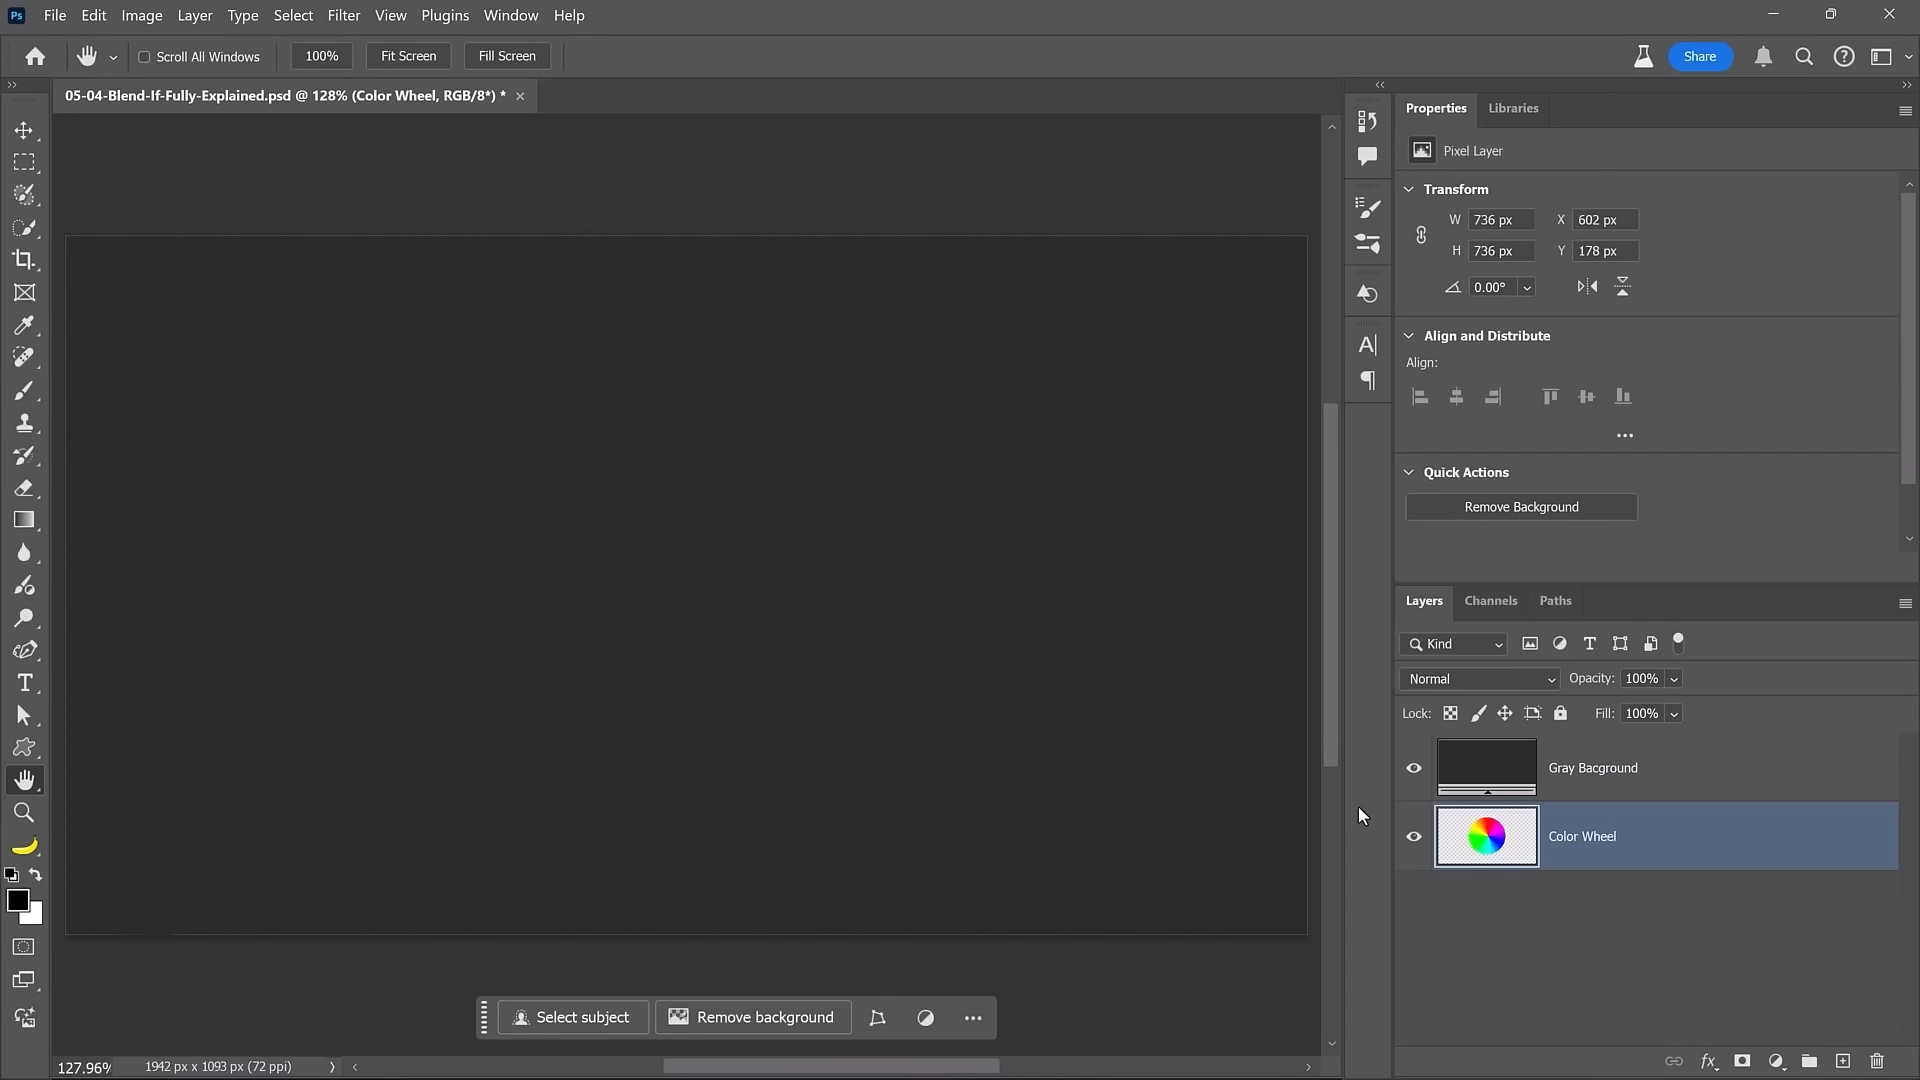 Ps File Edit Image Layer Type Select Filter View Plugins Window Help
Scroll All Windows 100% Fit Screen Fill Screen Share
05-04-Blend-If-Fully-Explained.psd @ 128% (Color Wheel, RGB/8*) *
Properties Libraries
Pixel Layer
Transform
W 736 px X 602 px
H 736 px Y 178 px
0.00°
Align and Distribute
Align:
Quick Actions
Remove Background
Layers Channels Paths
Kind
Normal Opacity: 100%
Lock: Fill: 100%
Gray Bacground
Color Wheel
Select subject Remove background
127.96% 1942 px x 1093 px (72 ppi)